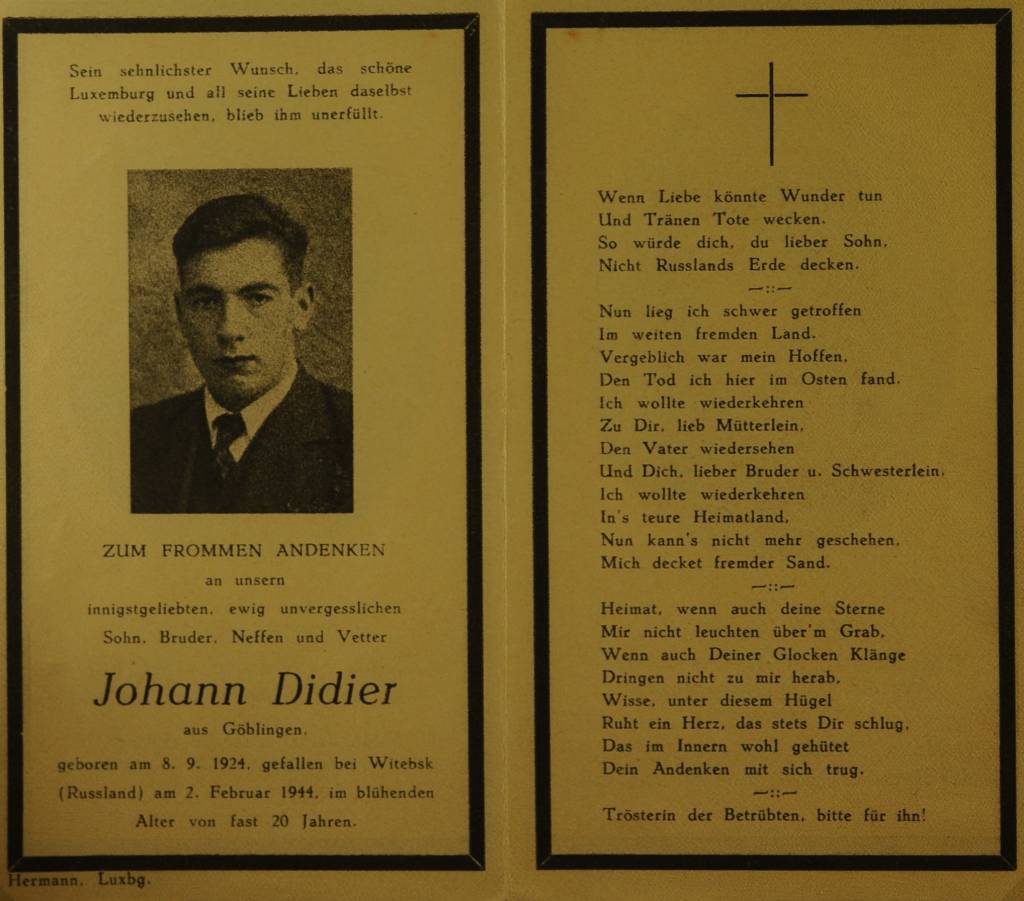 Sein sehnlichster Wunsch, das schöne
Luxemburg und all seine Lieben daselbst
wiederzusehen, blieb ihm unerfüllt.
ZUM FROMMEN ANDENKEN
an unsern
innigstgeliebten, ewig unvergesslichen
Sohn, Bruder, Neffen und Vetter
Johann Didier
aus Göblingen,
geboren am 8. 9. 1924, gefallen bei Witebsk
(Russland) am 2. Februar 1944, im blühenden
Alter von fast 20 Jahren.
Hermann, Luxbg.
Wenn Liebe könnte Wunder tun
Und Tränen Tote wecken,
So würde dich, du lieber Sohn,
Nicht Russlands Erde decken.
Nun lieg ich schwer getroffen
Im weiten fremden Land.
Vergeblich war mein Hoffen,
Den Tod ich hier im Osten fand.
Ich wollte wiederkehren
Zu Dir, lieb Mütterlein,
Den Vater wiedersehen
Und Dich, lieber Bruder u. Schwesterlein.
Ich wollte wiederkehren
In's teure Heimatland,
Nun kann's nicht mehr geschehen,
Mich decket fremder Sand.
Heimat, wenn auch deine Sterne
Mir nicht leuchten über'm Grab,
Wenn auch Deiner Glocken Klänge
Dringen nicht zu mir herab,
Wisse, unter diesem Hügel
Ruht ein Herz, das stets Dir schlug,
Das im Innern wohl gehütet
Dein Andenken mit sich trug.
Trösterin der Betrübten, bitte für ihn!